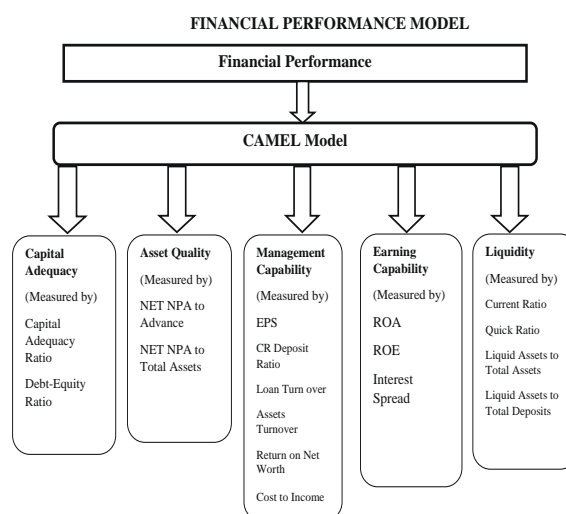 FINANCIAL PERFORMANCE MODEL
Financial Performance
CAMEL Model
Capital
Adequacy
(Measured by)
Capital
Adequacy
Ratio
Debt-Equity
Ratio
Asset Quality
(Measured by)
NET NPA to
Advance
NET NPA to
Total Assets
Management
Capability
(Measured by)
EPS
CR Deposit
Ratio
Loan Turn over
Assets
Turnover
Return on Net
Worth
Cost to Income
Earning
Capability
(Measured by)
ROA
ROE
Interest
Spread
Liquidity
(Measured by)
Current Ratio
Quick Ratio
Liquid Assets to
Total Assets
Liquid Assets to
Total Deposits